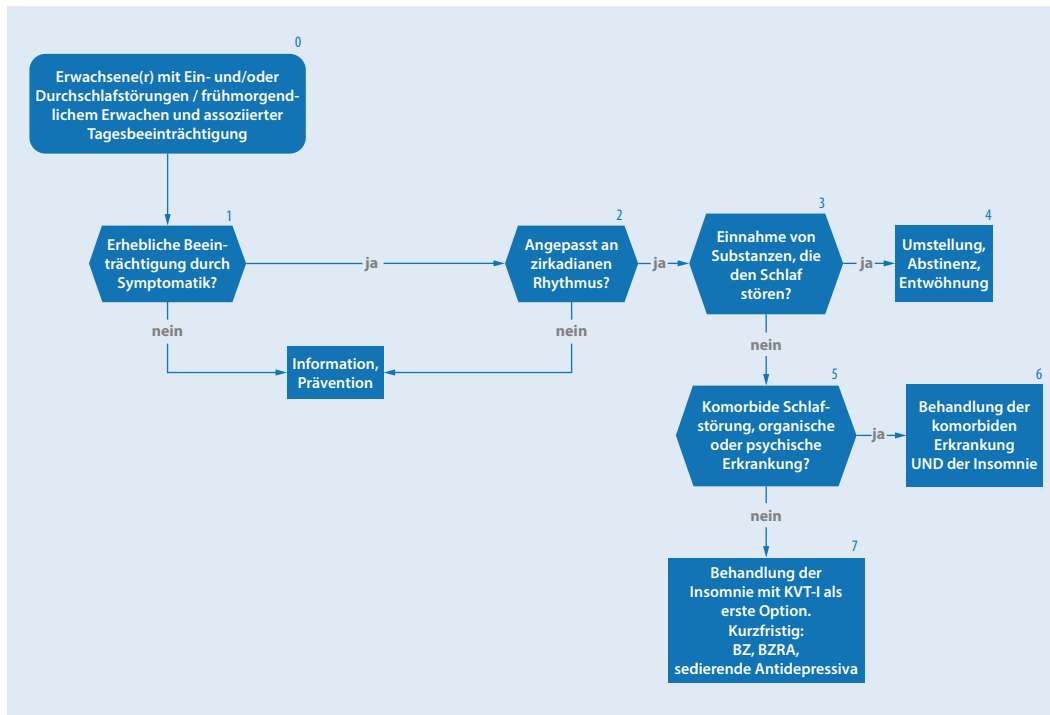 0
Erwachsene(r) mit Ein- und/oder
Durchschlafstörungen / frühmorgend-
lichem Erwachen und assoziierter
Tagesbeeinträchtigung
1
Erhebliche Beein-
trächtigung durch
Symptomatik?
ja
nein
2
Angepasst an
zirkadianen
Rhythmus?
ja
nein
Information,
Prävention
3
Einnahme von
Substanzen, die
den Schlaf
stören?
ja
nein
4
Umstellung,
Abstinenz,
Entwöhnung
5
Komorbide Schlaf-
störung, organische
oder psychische
Erkrankung?
ja
nein
6
Behandlung der
komorbiden
Erkrankung
UND der Insomnie
7
Behandlung der
Insomnie mit KVT-I als
erste Option.
Kurzfristig:
BZ, BZRA,
sedierende Antidepressiva